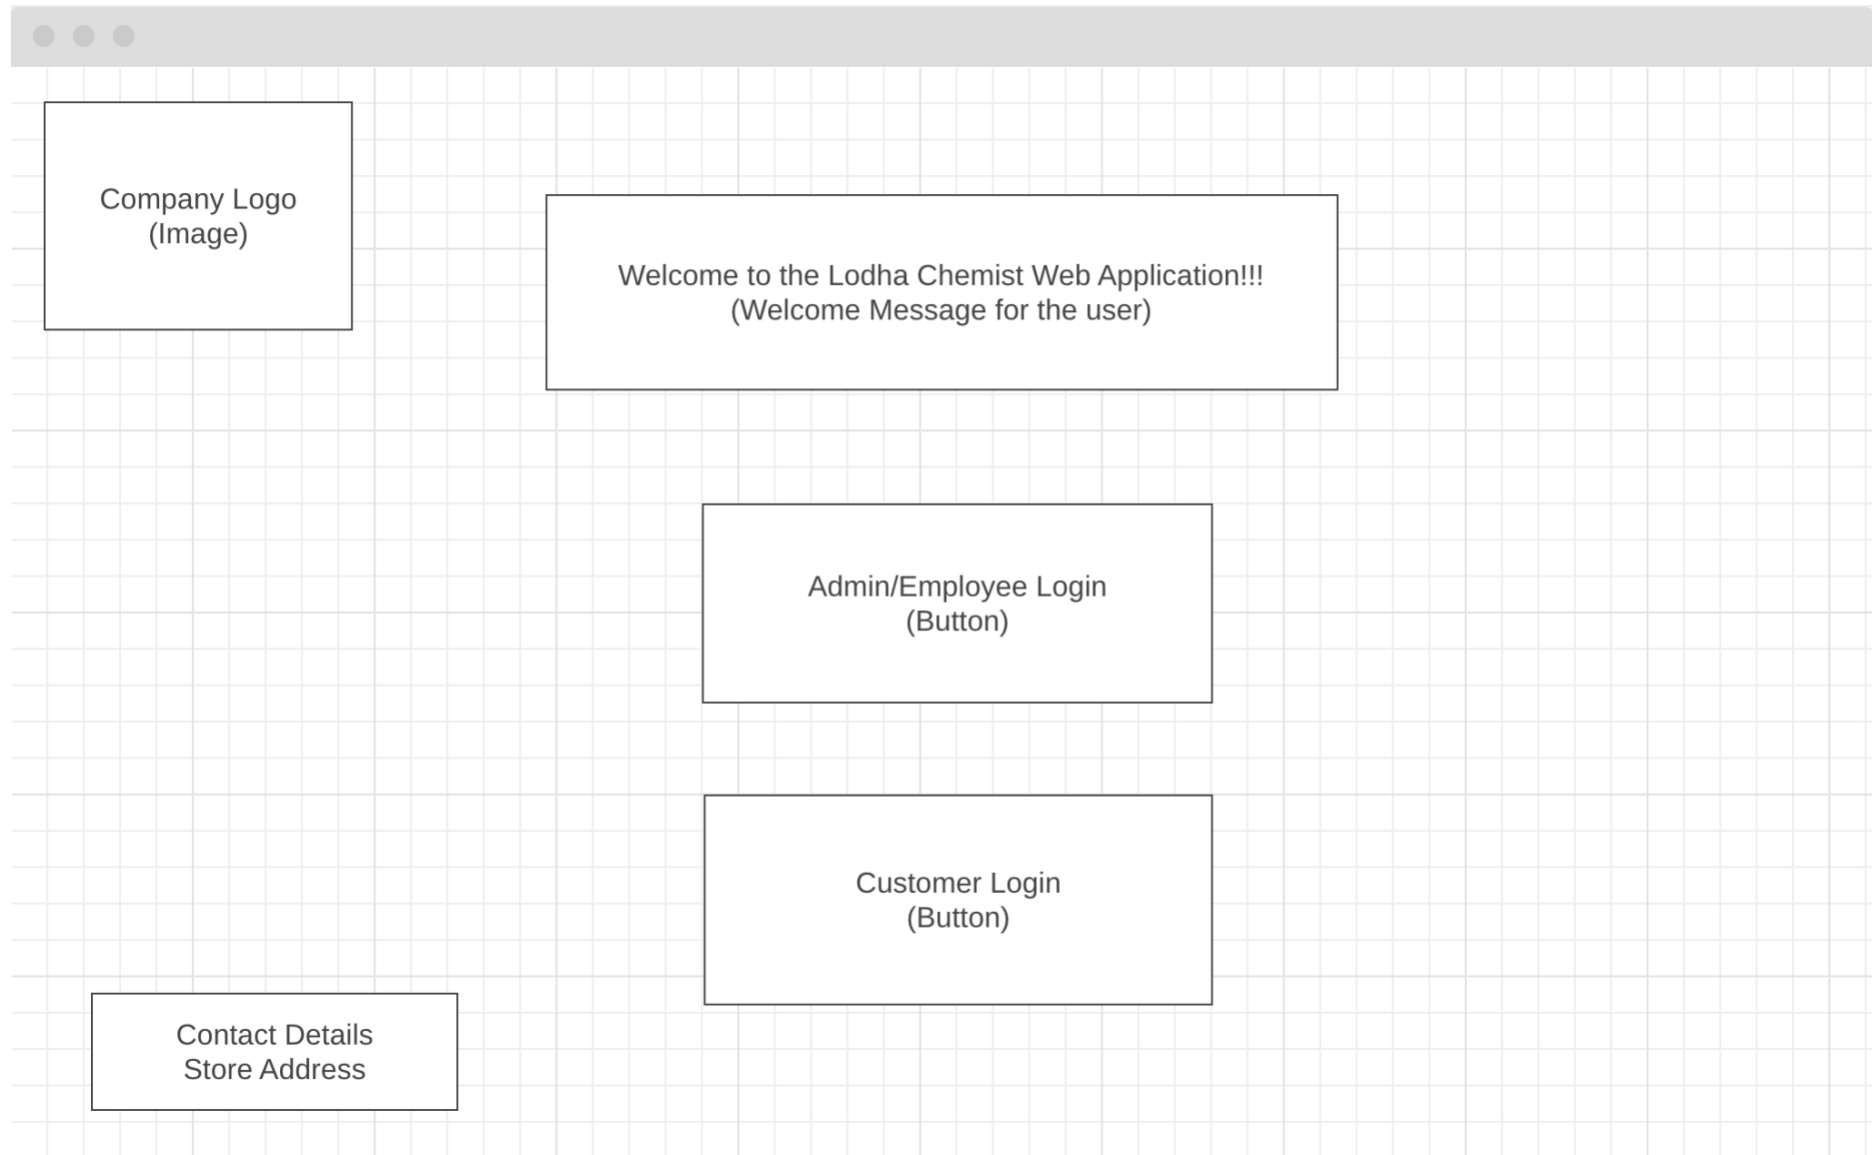 Company Logo
(Image)
Welcome to the Lodha Chemist Web Application!!!
(Welcome Message for the user)
Admin/Employee Login
(Button)
Customer Login
(Button)
Contact Details
Store Address